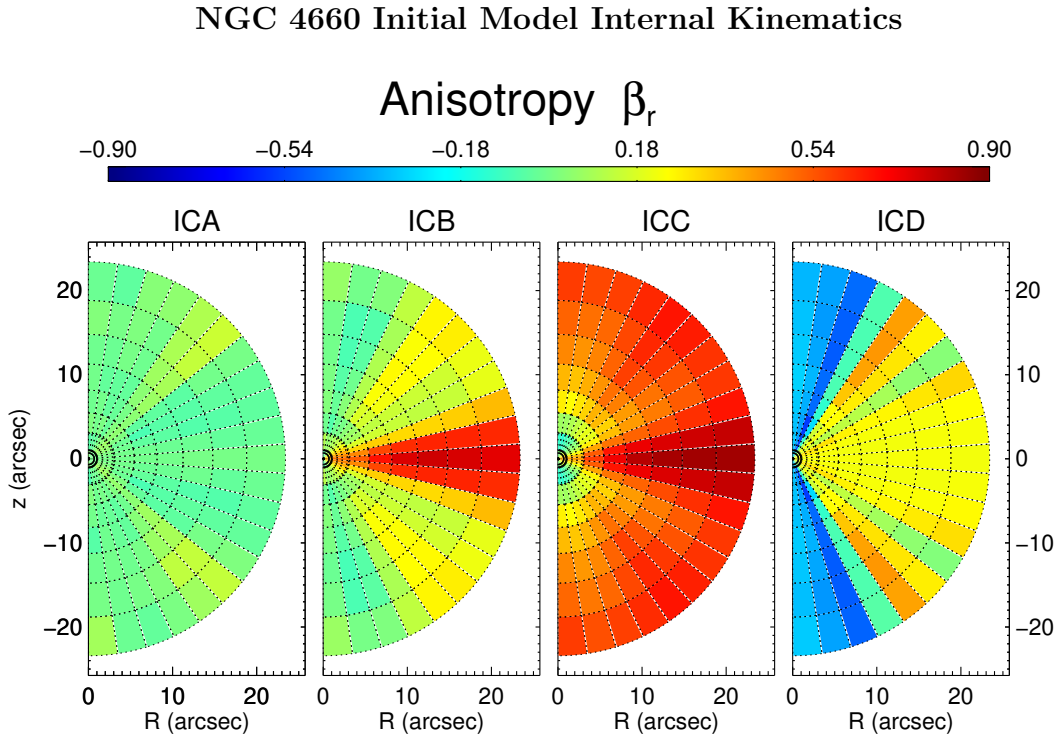 NGC 4660 Initial Model Internal Kinematics
Anisotropy βr
−0.90 −0.54 −0.18 0.18 0.54 0.90
ICA ICB ICC ICD
20 20
10 10
0 0
−10 −10
−20 −20
z (arcsec)
0 10 20 0 10 20 0 10 20 0 10 20
R (arcsec) R (arcsec) R (arcsec) R (arcsec)